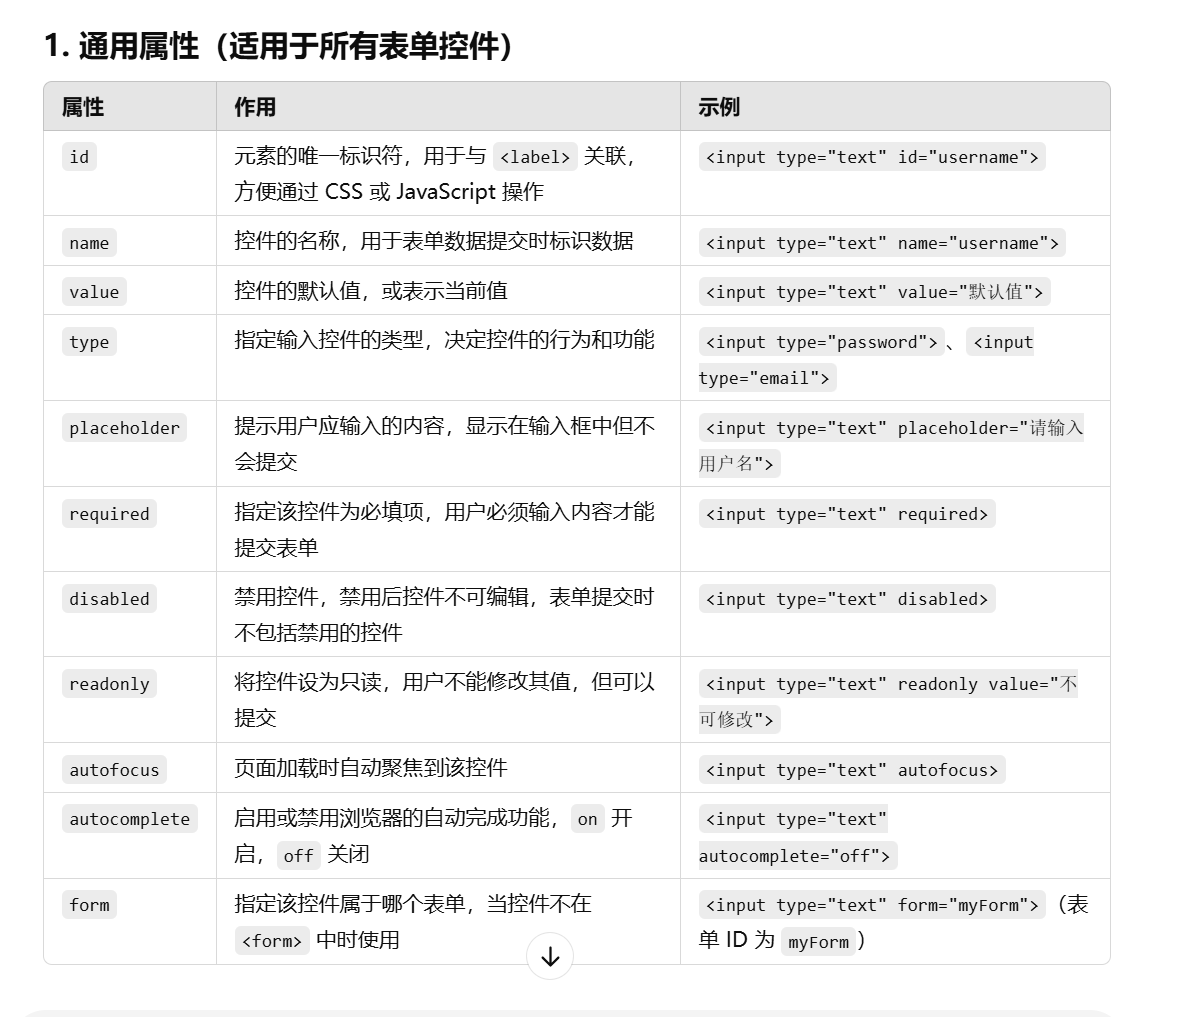 1. 通用属性（适用于所有表单控件）
属性 作用 示例
id 元素的唯一标识符，用于与 <label> 关联， <input type="text" id="username">
方便通过 CSS 或 JavaScript 操作
name 控件的名称，用于表单数据提交时标识数据 <input type="text" name="username">
value 控件的默认值，或表示当前值 <input type="text" value="默认值">
type 指定输入控件的类型，决定控件的行为和功能 <input type="password">、<input
type="email">
placeholder 提示用户应输入的内容，显示在输入框中但不 <input type="text" placeholder="请输入
会提交 用户名">
required 指定该控件为必填项，用户必须输入内容才能 <input type="text" required>
提交表单
disabled 禁用控件，禁用后控件不可编辑，表单提交时 <input type="text" disabled>
不包括禁用的控件
readonly 将控件设为只读，用户不能修改其值，但可以 <input type="text" readonly value="不
提交 可修改">
autofocus 页面加载时自动聚焦到该控件 <input type="text" autofocus>
autocomplete 启用或禁用浏览器的自动完成功能，on 开 <input type="text"
启，off 关闭 autocomplete="off">
form 指定该控件属于哪个表单，当控件不在 <input type="text" form="myForm">（表
<form> 中时使用 单 ID 为 myForm）